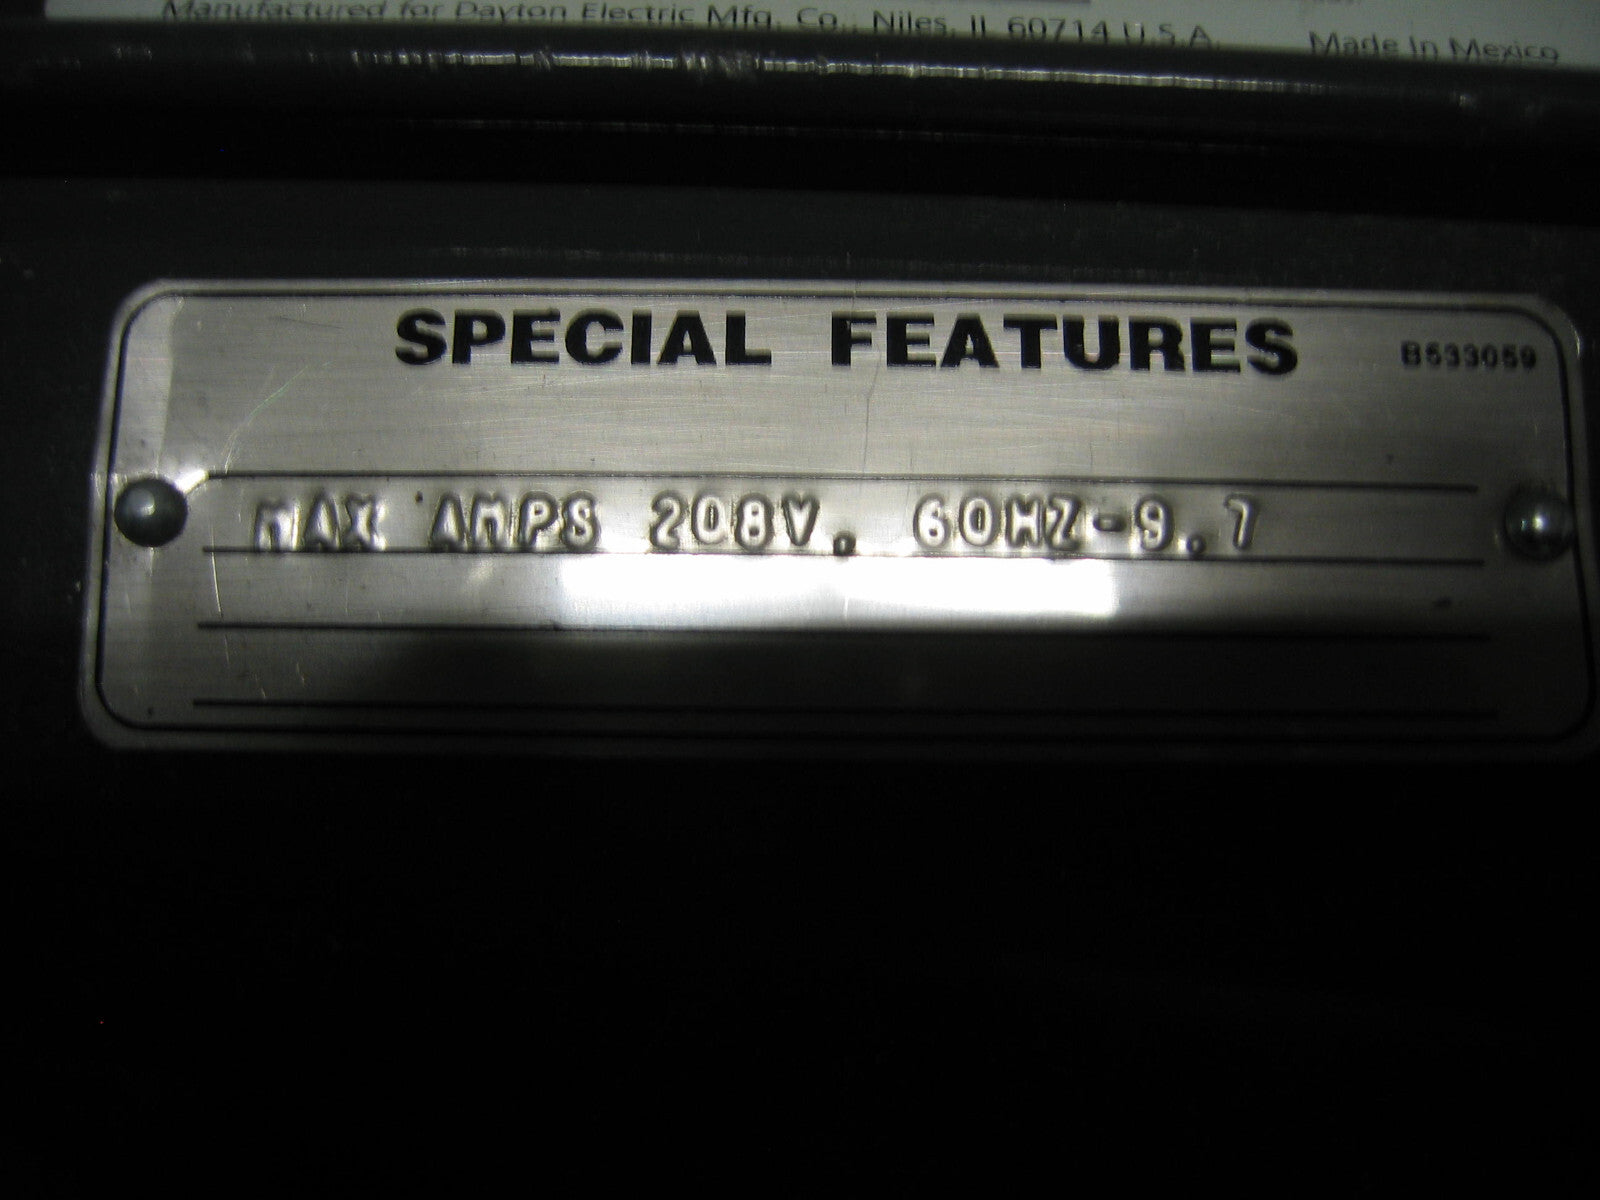 Manufactured for Dayton Electric Mfg. Co., Niles, IL 60714 U.S.A.
Made In Mexico
SPECIAL FEATURES
B533059
MAX AMPS 208V, 60HZ-9.7